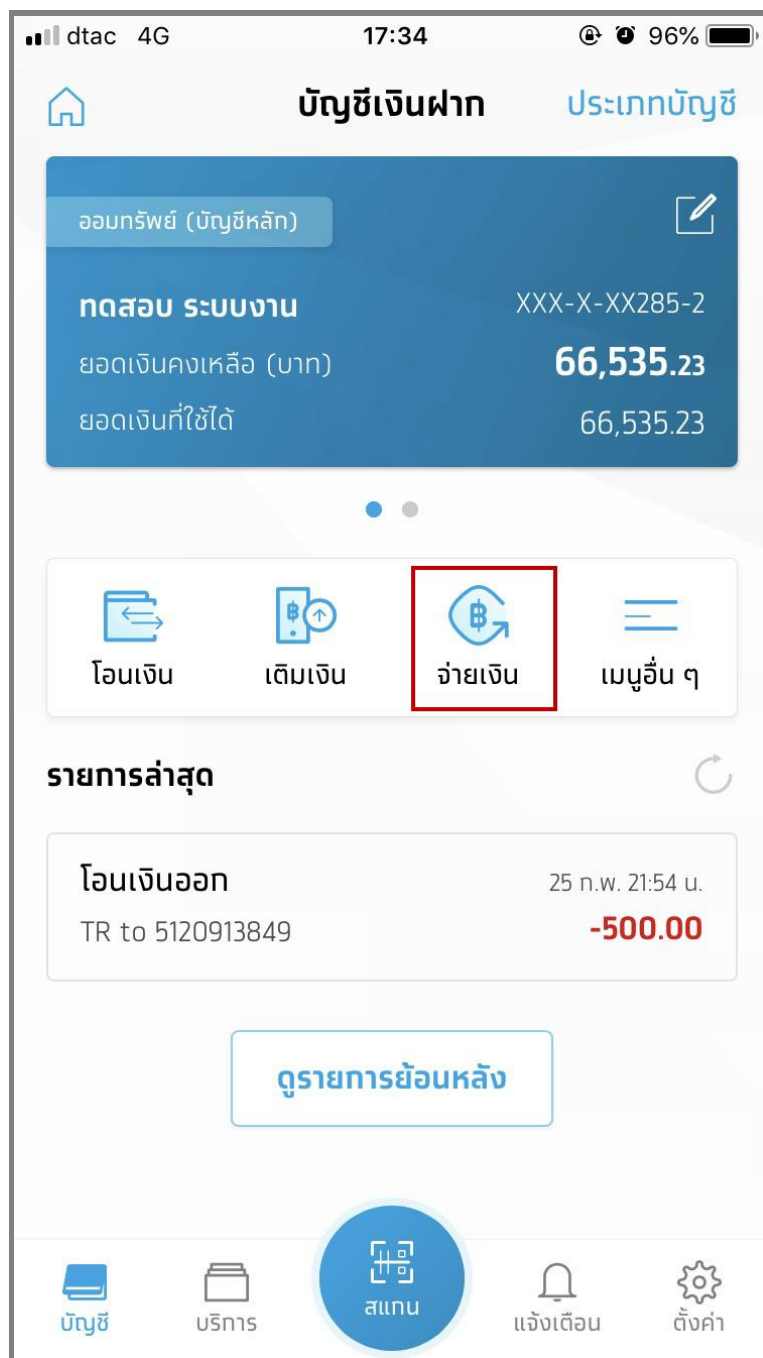 dtac 4G 17:34 96%
บัญชีเงินฝาก ประเภทบัญชี
ออมทรัพย์ (บัญชีหลัก)
ทดสอบ ระบบงาน XXX-X-XX285-2
ยอดเงินคงเหลือ (บาท) 66,535.23
ยอดเงินที่ใช้ได้ 66,535.23
โอนเงิน เติมเงิน จ่ายเงิน เมนูอื่น ๆ
รายการล่าสุด
โอนเงินออก 25 ก.พ. 21:54 น.
TR to 5120913849 -500.00
ดูรายการย้อนหลัง
บัญชี บริการ สแกน แจ้งเตือน ตั้งค่า